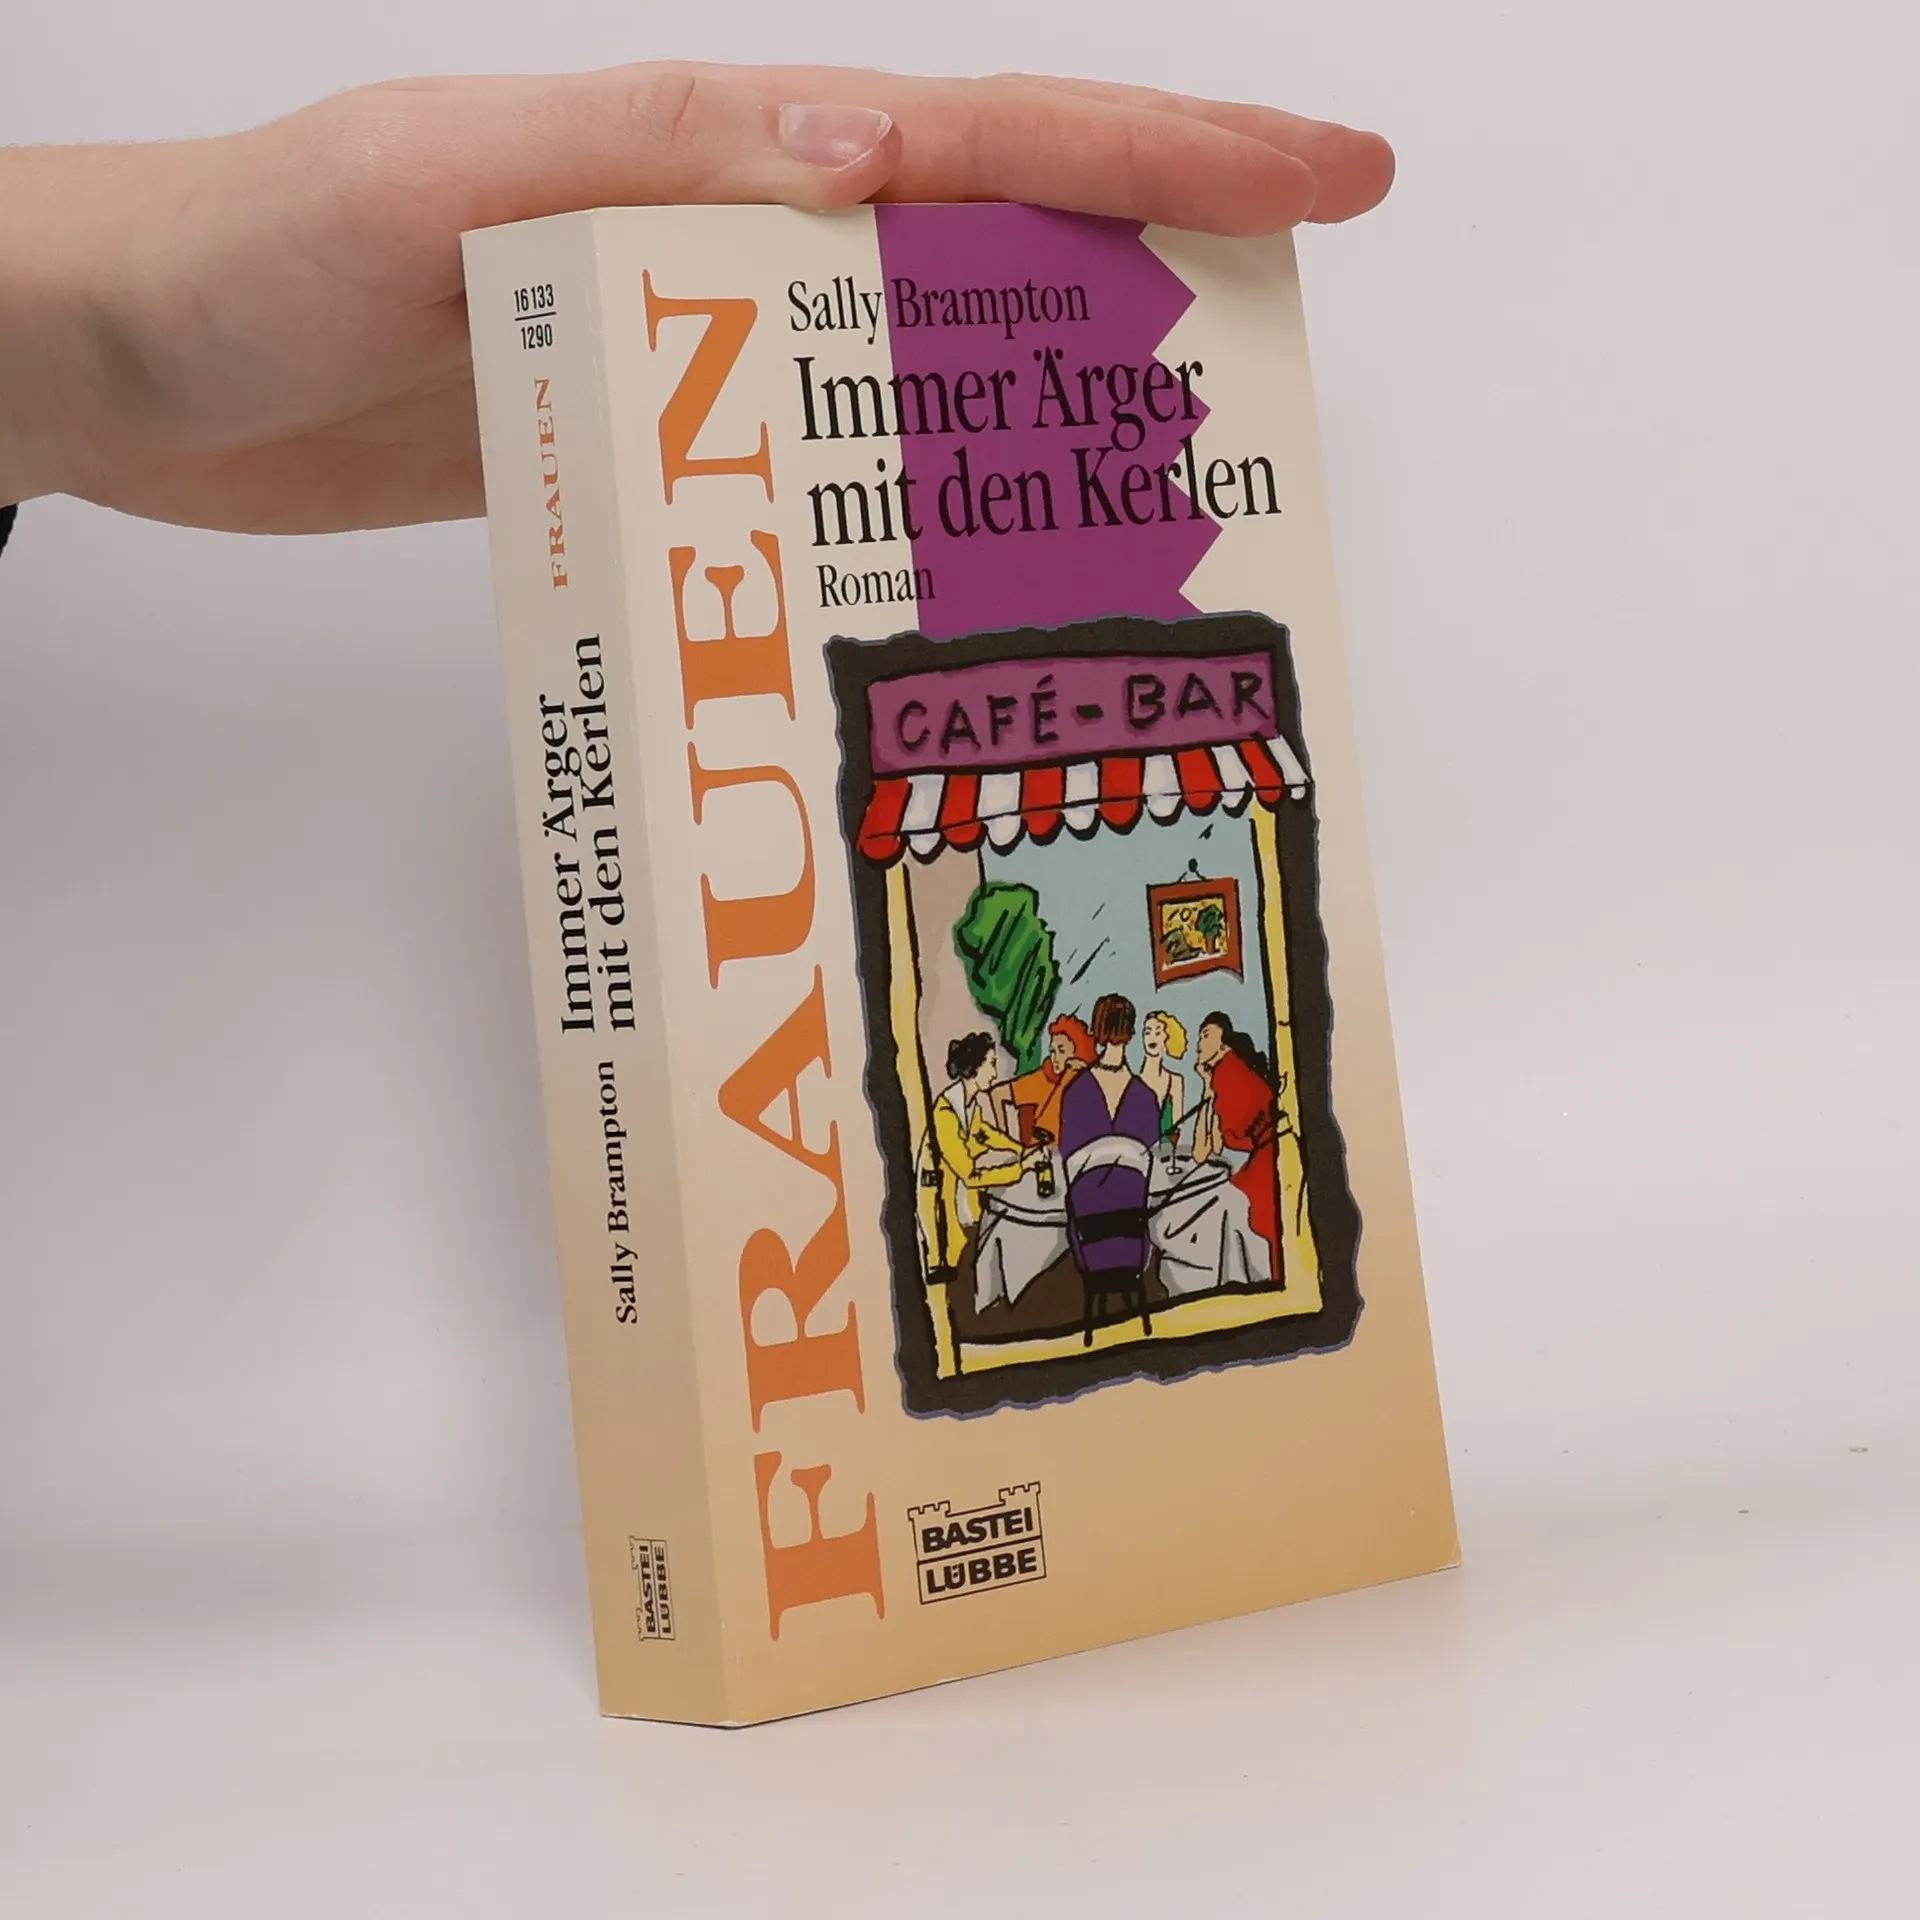 16133
1290
FRAUEN
Immer Ärger
mit den Kerlen
Sally Brampton
BASTEI
LÜBBE
FRAUEN
Sally Brampton
Immer Ärger
mit den Kerlen
Roman
CAFÉ-BAR
BASTEI
LÜBBE